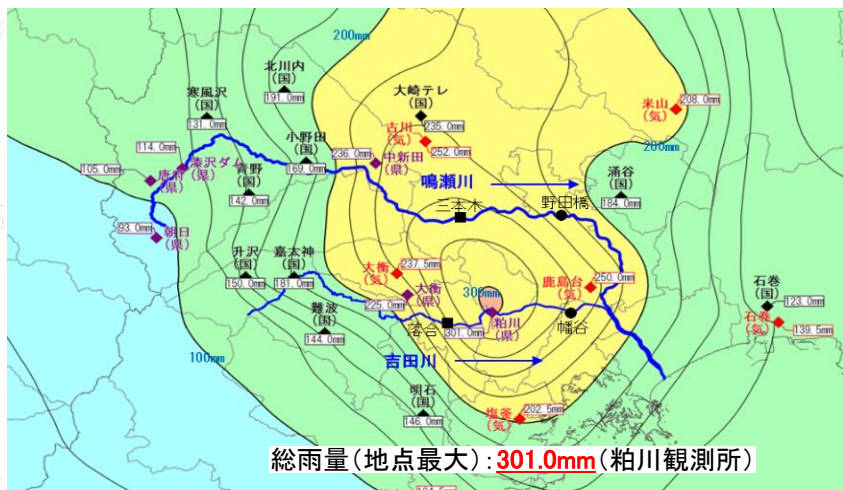 200mm
北川内
(国)
191.0mm
大崎テレ
(国)
235.0mm
米山
(気)
208.0mm
寒風沢
(国)
131.0mm
古川
(気)
252.0mm
200mm
114.0mm
漆沢ダム
(県)
小野田
(国)
169.0mm
236.0mm
中新田
(県)
105.0mm
唐府
(県)
青野
(国)
142.0mm
鳴瀬川
涌谷
(国)
184.0mm
三本木
野田橋
93.0mm
朝日
(県)
升沢
(国)
150.0mm
嘉太神
(国)
181.0mm
大衡
(気)
237.5mm
大衡
(県)
225.0mm
300mm
鹿島台
(気)
250.0mm
石巻
(国)
123.0mm
石巻
(気)
139.5mm
難波
(国)
144.0mm
落合
301.0mm
粕川
(県)
幡谷
100mm
吉田川
明石
(国)
146.0mm
塩釜
(気)
202.5mm
総雨量(地点最大):301.0mm(粕川観測所)